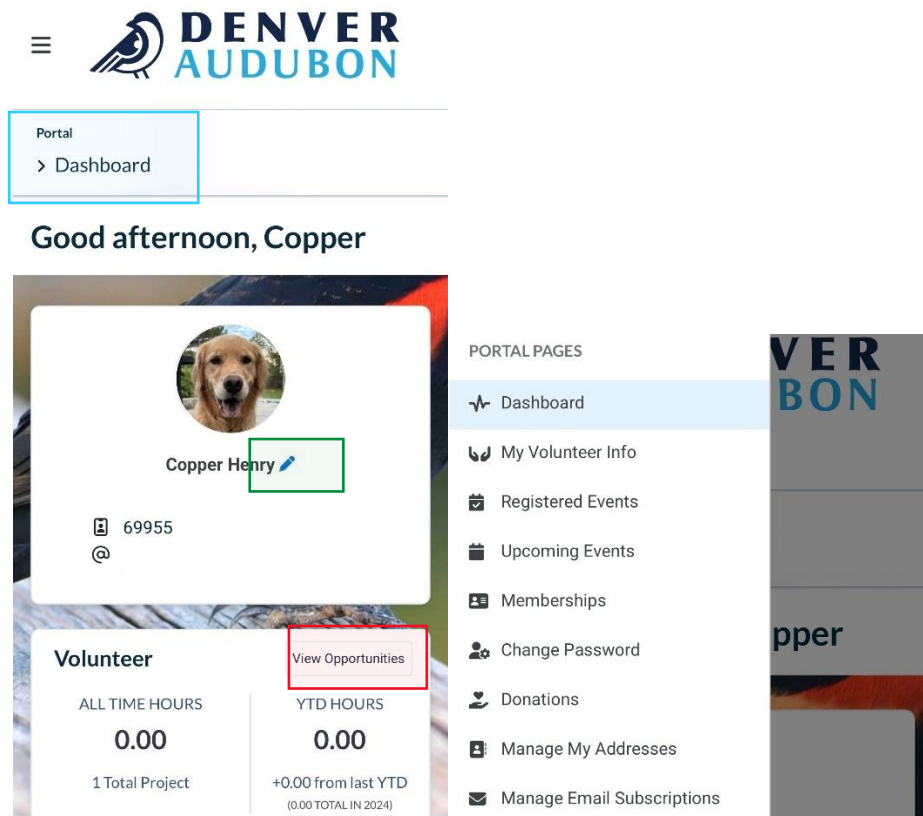 DENVER
AUDUBON
Portal
Dashboard
Good afternoon, Copper
Copper Henry
69955
Volunteer
View Opportunities
ALL TIME HOURS
YTD HOURS
0.00
0.00
1 Total Project
+0.00 from last YTD
(0.00 TOTAL IN 2024)
PORTAL PAGES
Dashboard
My Volunteer Info
Registered Events
Upcoming Events
Memberships
Change Password
Donations
Manage My Addresses
Manage Email Subscriptions
VER
BON
pper